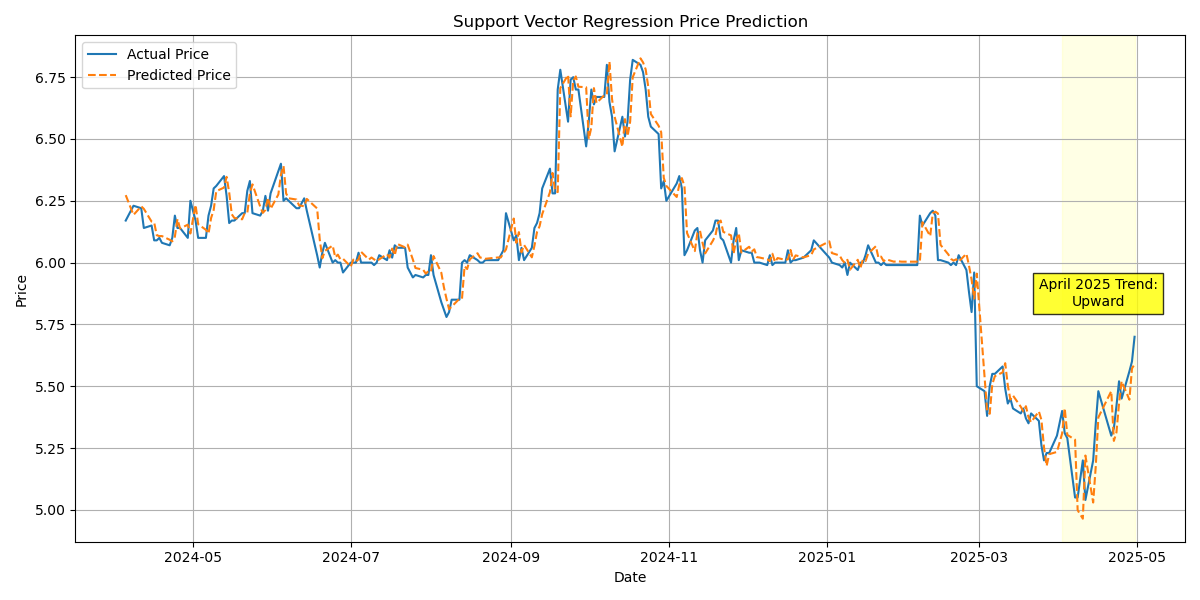 Support Vector Regression Price Prediction
Actual Price
Predicted Price
6.75
6.50
6.25
6.00
5.75
5.50
5.25
5.00
Price
April 2025 Trend:
Upward
2024-05
2024-07
2024-09
2024-11
2025-01
2025-03
2025-05
Date